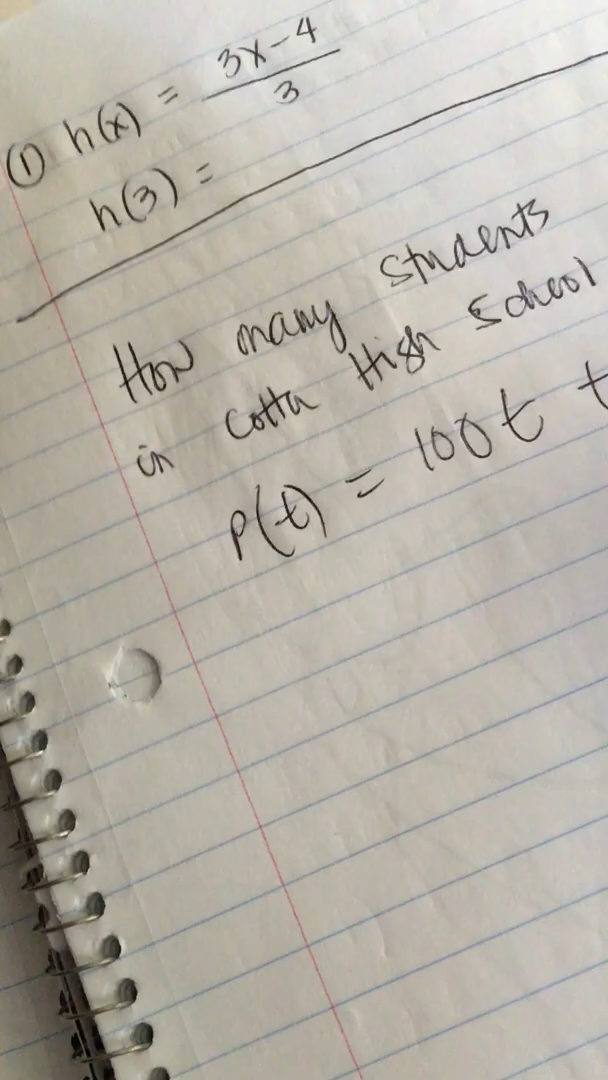 ① h(x) = 3x-4
3
h(3) =
How many students
in Cotta High School
P(t) = 100t t